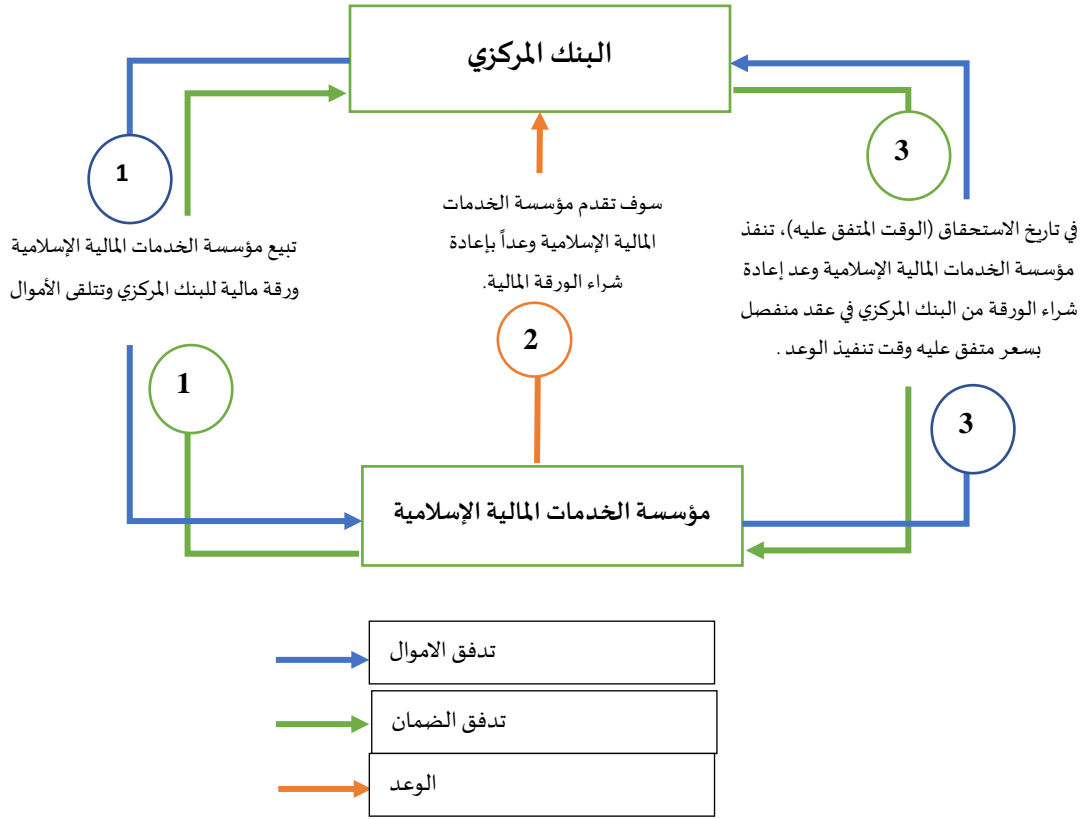 البنك المركزي
1
تبيع مؤسسة الخدمات المالية الإسلامية
ورقة مالية للبنك المركزي وتتلقى الأموال
1
سوف تقدم مؤسسة الخدمات
المالية الإسلامية وعداً بإعادة
شراء الورقة المالية.
2
3
في تاريخ الاستحقاق (الوقت المتفق عليه)، تنفذ
مؤسسة الخدمات المالية الإسلامية وعد إعادة
شراء الورقة من البنك المركزي في عقد منفصل
بسعر متفق عليه وقت تنفيذ الوعد .
3
مؤسسة الخدمات المالية الإسلامية
تدفق الاموال
تدفق الضمان
الوعد